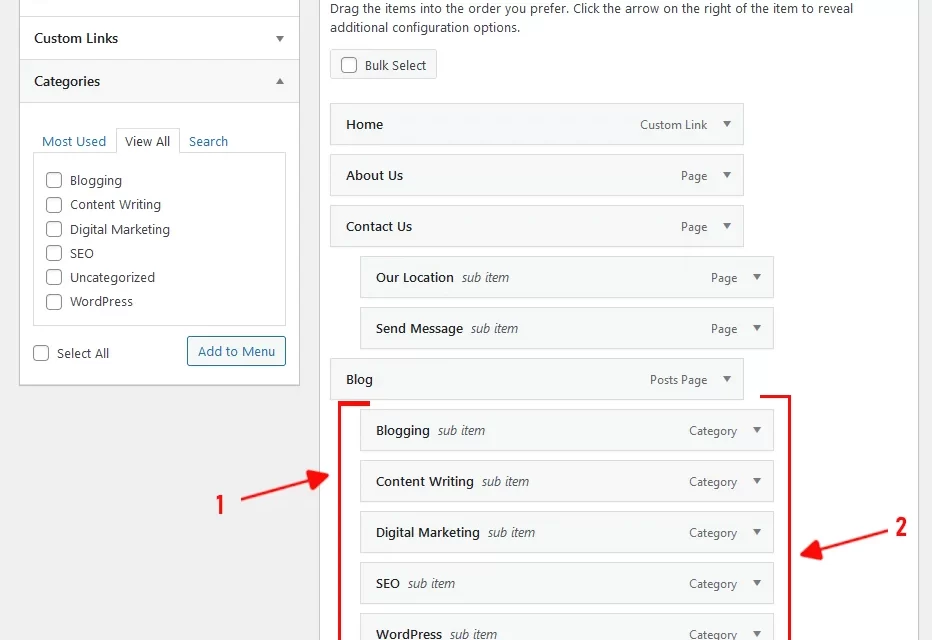 Drag the items into the order you prefer. Click the arrow on the right of the item to reveal
additional configuration options.
Custom Links
Categories
Most Used
View All
Search
Blogging
Content Writing
Digital Marketing
SEO
Uncategorized
WordPress
Select All
Add to Menu
Bulk Select
Home Custom Link
About Us Page
Contact Us Page
Our Location sub item Page
Send Message sub item Page
Blog Posts Page
Blogging sub item Category
Content Writing sub item Category
Digital Marketing sub item Category
SEO sub item Category
WordPress sub item Category
1
2